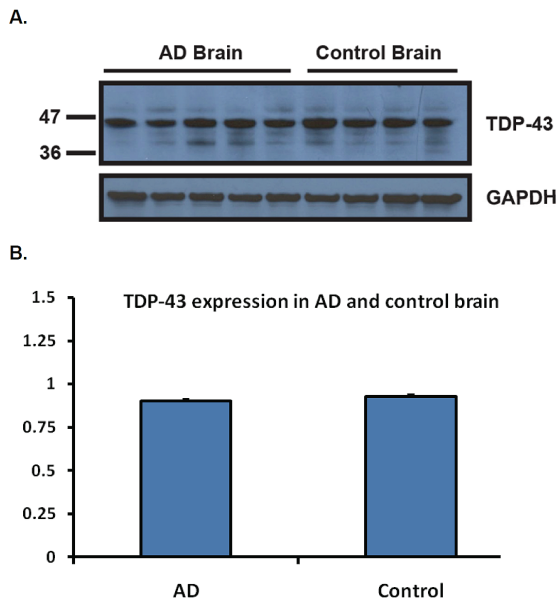 A.
AD Brain
Control Brain
47
36
TDP-43
GAPDH
B.
TDP-43 expression in AD and control brain
1.5
1.25
1
0.75
0.5
0.25
0
AD
Control